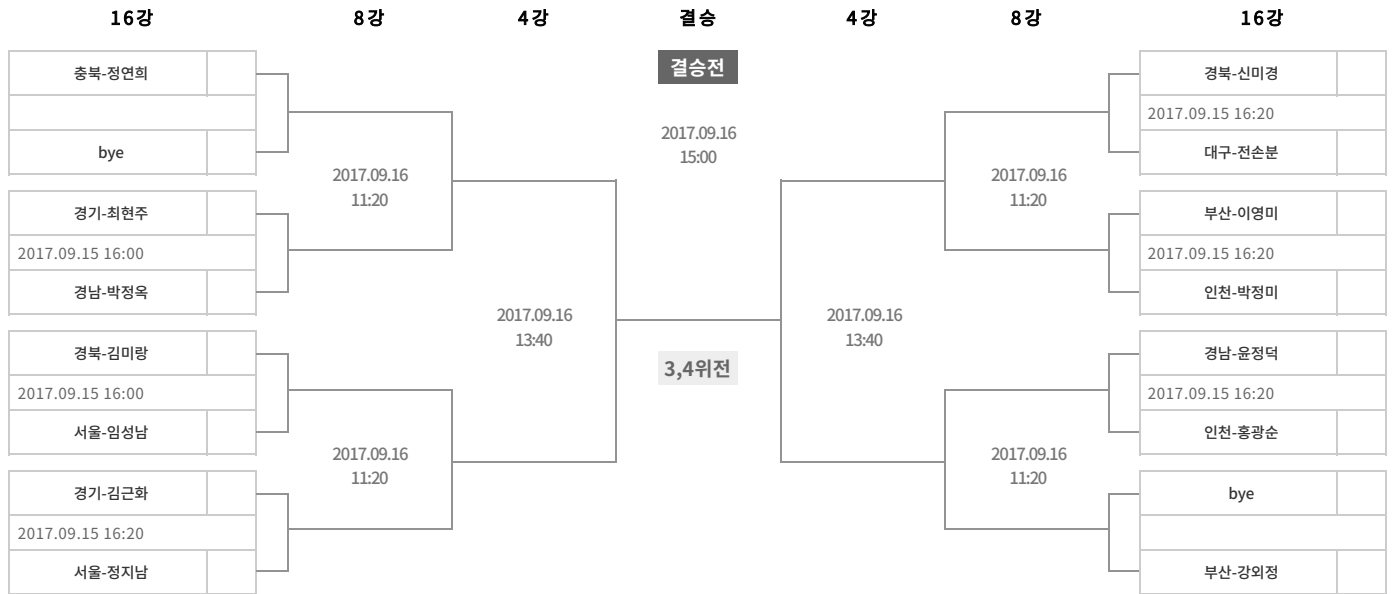 16강 8강 4강 결승 4강 8강 16강
충북-정연희
bye
경기-최현주
2017.09.15 16:00
경남-박정옥
경북-김미랑
2017.09.15 16:00
서울-임성남
경기-김근화
2017.09.15 16:20
서울-정지남
2017.09.16
11:20
2017.09.16
11:20
2017.09.16
13:40
결승전
2017.09.16
15:00
3,4위전
2017.09.16
13:40
2017.09.16
11:20
2017.09.16
11:20
경북-신미경
2017.09.15 16:20
대구-전손분
부산-이영미
2017.09.15 16:20
인천-박정미
경남-윤정덕
2017.09.15 16:20
인천-홍광순
bye
부산-강외정